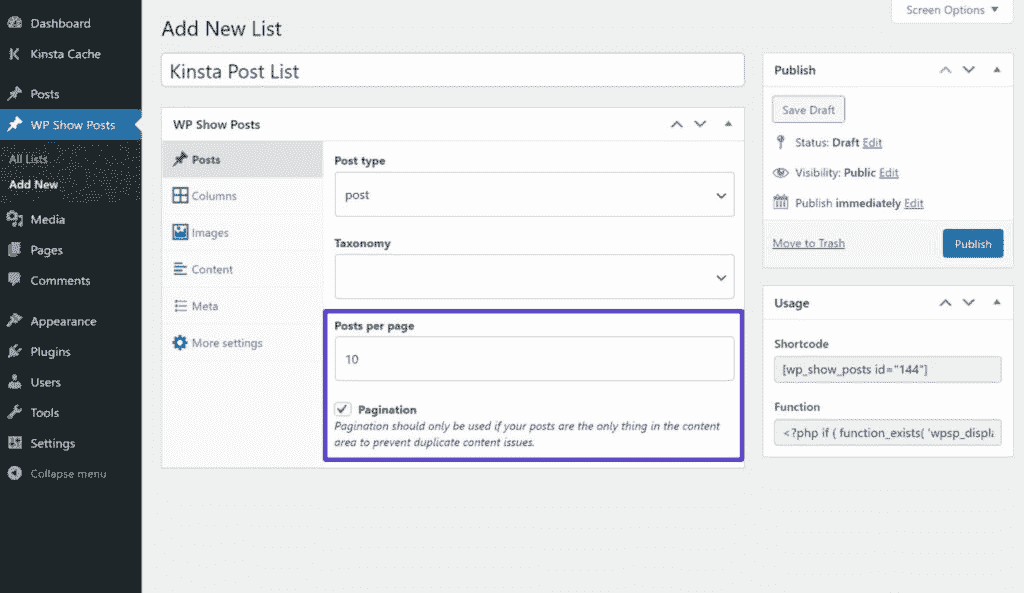 Screen Options
Dashboard
Kinsta Cache
Posts
WP Show Posts
All Lists
Add New
Media
Pages
Comments
Appearance
Plugins
Users
Tools
Settings
Collapse menu
Add New List
Kinsta Post List
WP Show Posts
Posts
Columns
Images
Content
Meta
More settings
Post type
post
Taxonomy
Posts per page
10
Pagination
Pagination should only be used if your posts are the only thing in the content
area to prevent duplicate content issues.
Publish
Save Draft
Status: Draft Edit
Visibility: Public Edit
Publish immediately Edit
Move to Trash
Publish
Usage
Shortcode
[wp_show_posts id="144"]
Function
<?php if ( function_exists( 'wpsp_displa